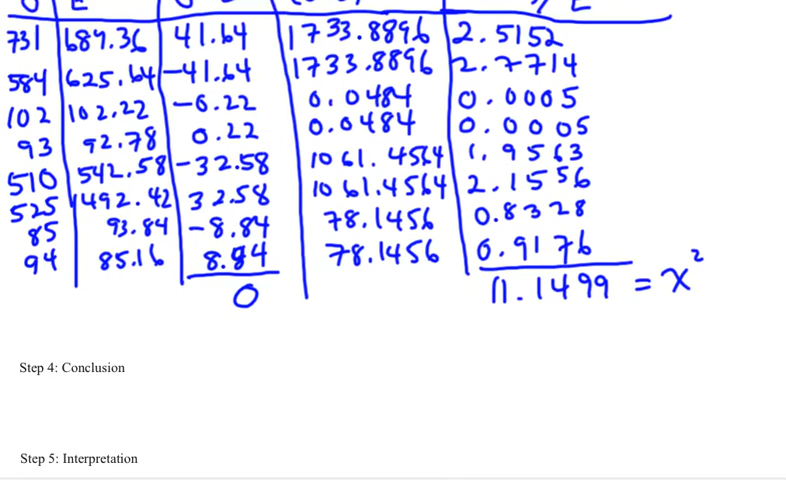 O E
731 689.36 41.64 1733.8896 2.5152
584 625.64 -41.64 1733.8896 2.7714
102 102.22 -0.22 0.0484 0.0005
93 92.78 0.22 0.0484 0.0005
510 542.58 -32.58 1061.4564 1.9563
525 492.42 32.58 1061.4564 2.1556
85 93.84 -8.84 78.1456 0.8328
94 85.16 8.84 78.1456 0.9176
0 11.1499 = x²
Step 4: Conclusion
Step 5: Interpretation